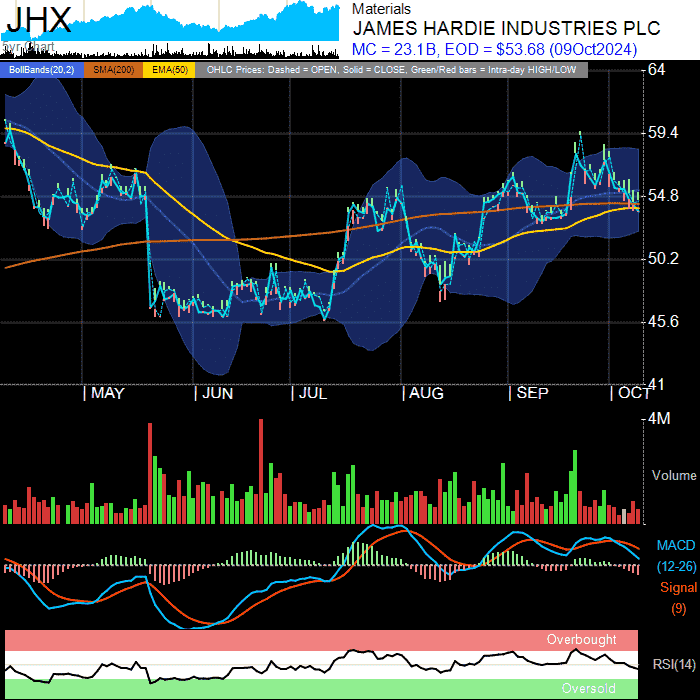 JHX
Materials
JAMES HARDIE INDUSTRIES PLC
MC = 23.1B, EOD = $53.68 (09Oct2024)
BollBands(20,2) SMA(200) EMA(50) OHLC Prices: Dashed = OPEN, Solid = CLOSE, Green/Red bars = Intra-day HIGH/LOW
64
59.4
54.8
50.2
45.6
41
MAY JUN JUL AUG SEP OCT
4M
Volume
MACD
(12-26)
Signal
(9)
Overbought
RSI(14)
Oversold